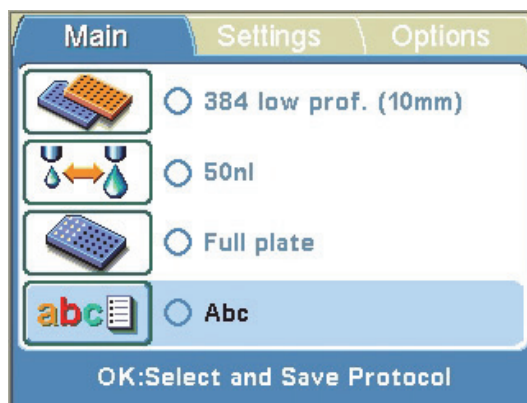 Main Settings Options
384 low prof. (10mm)
50nl
Full plate
abc Abc
OK:Select and Save Protocol